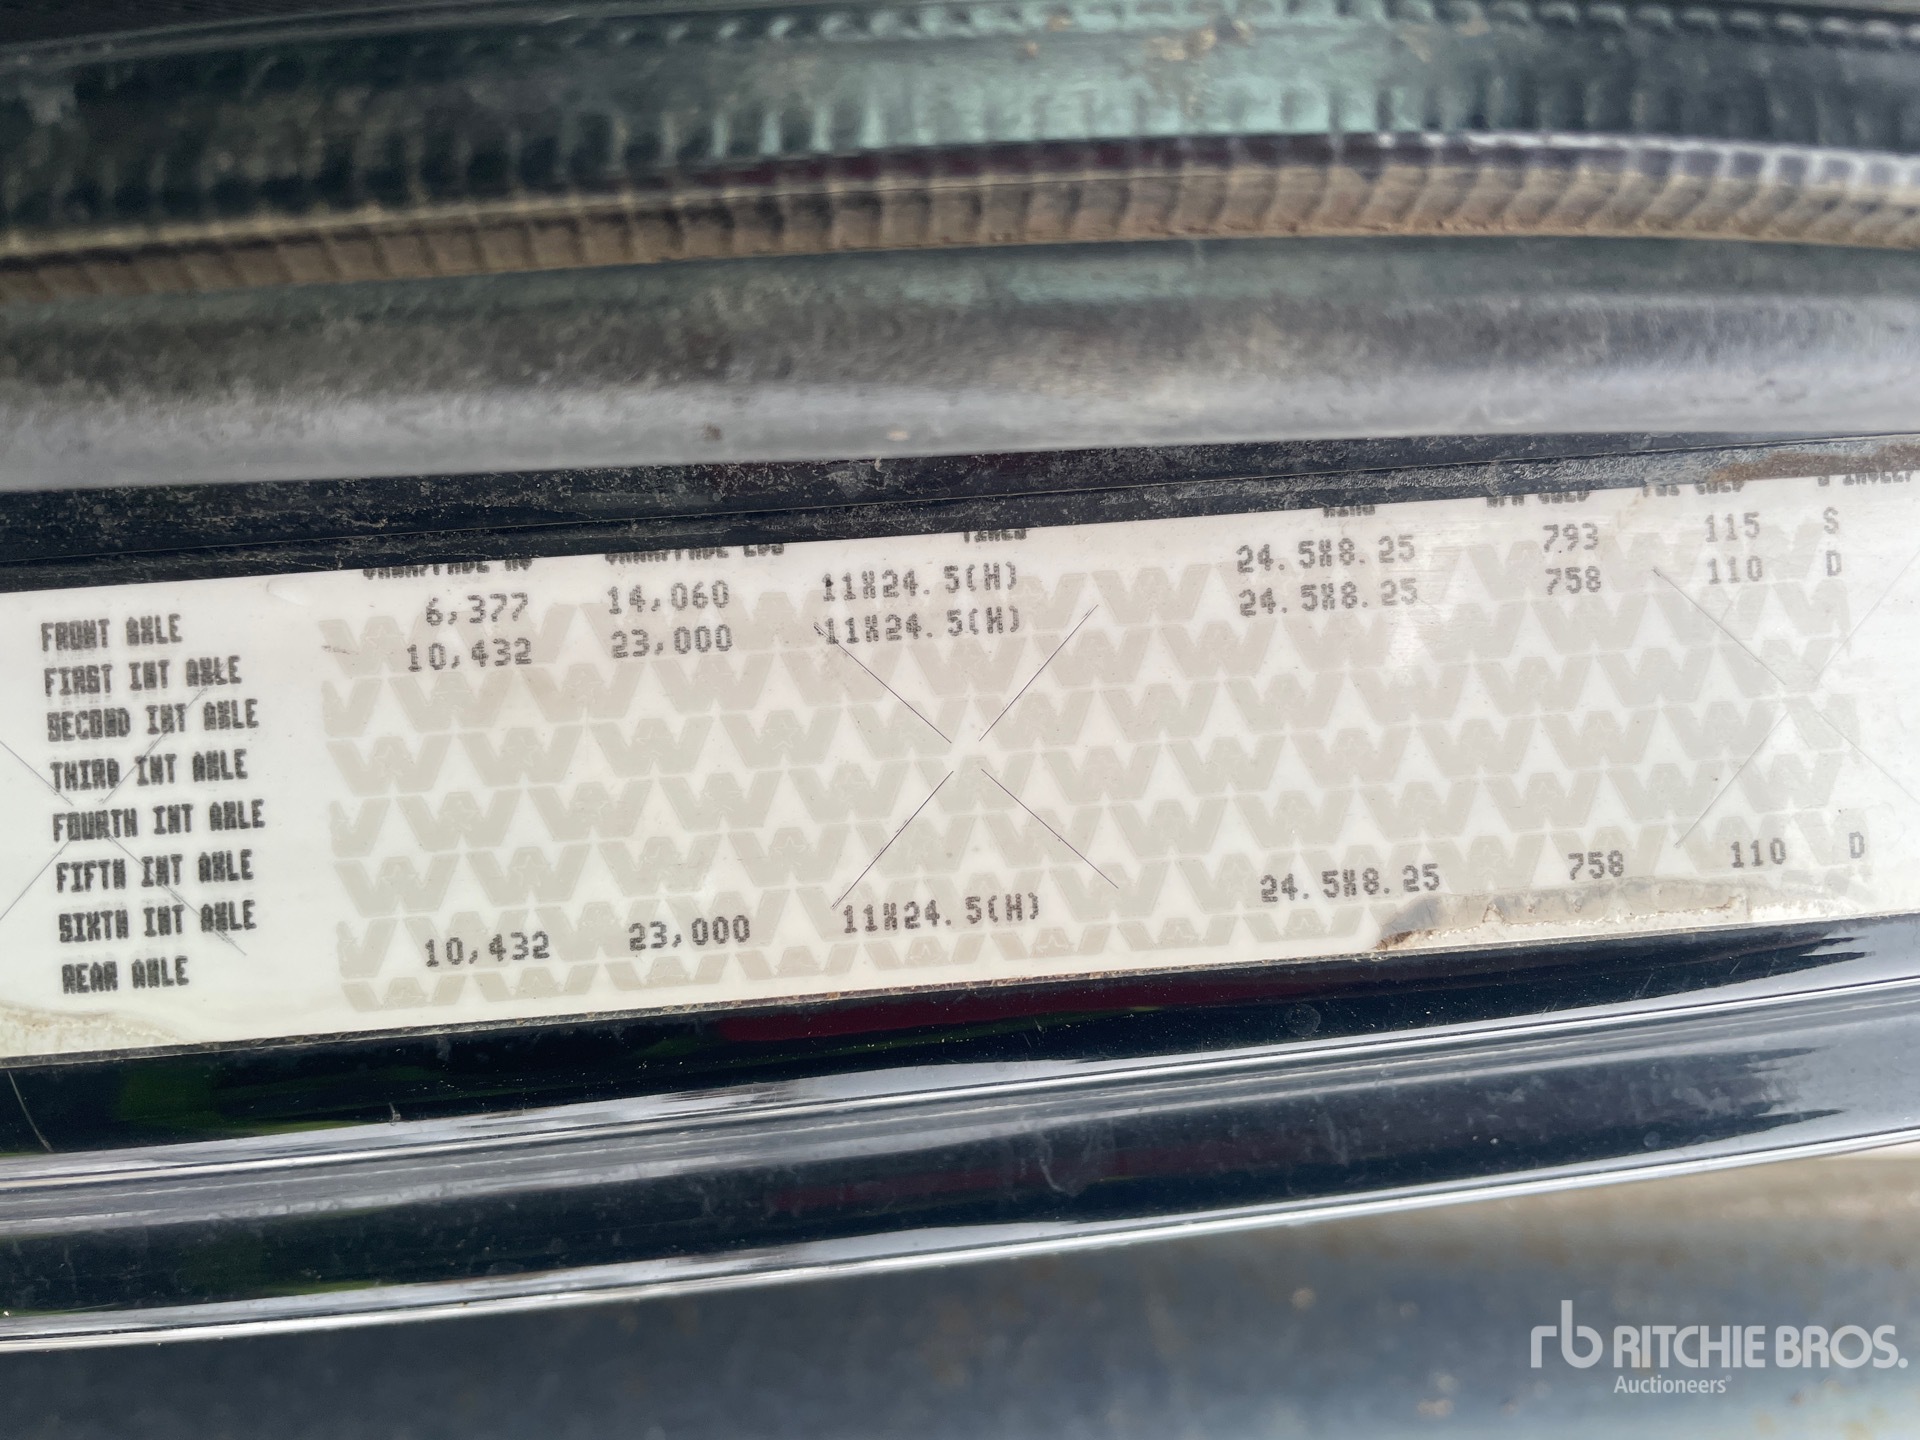 FRONT AXLE 6,377 14,060 11X24.5(H) 24.5X8.25 793 115 S
FIRST INT AXLE 10,432 23,000 11X24.5(H) 24.5X8.25 758 110 D
SECOND INT AXLE
THIRD INT AXLE
FOURTH INT AXLE
FIFTH INT AXLE
SIXTH INT AXLE
REAR AXLE 10,432 23,000 11X24.5(H) 24.5X8.25 758 110 D
rb RITCHIE BROS.
Auctioneers